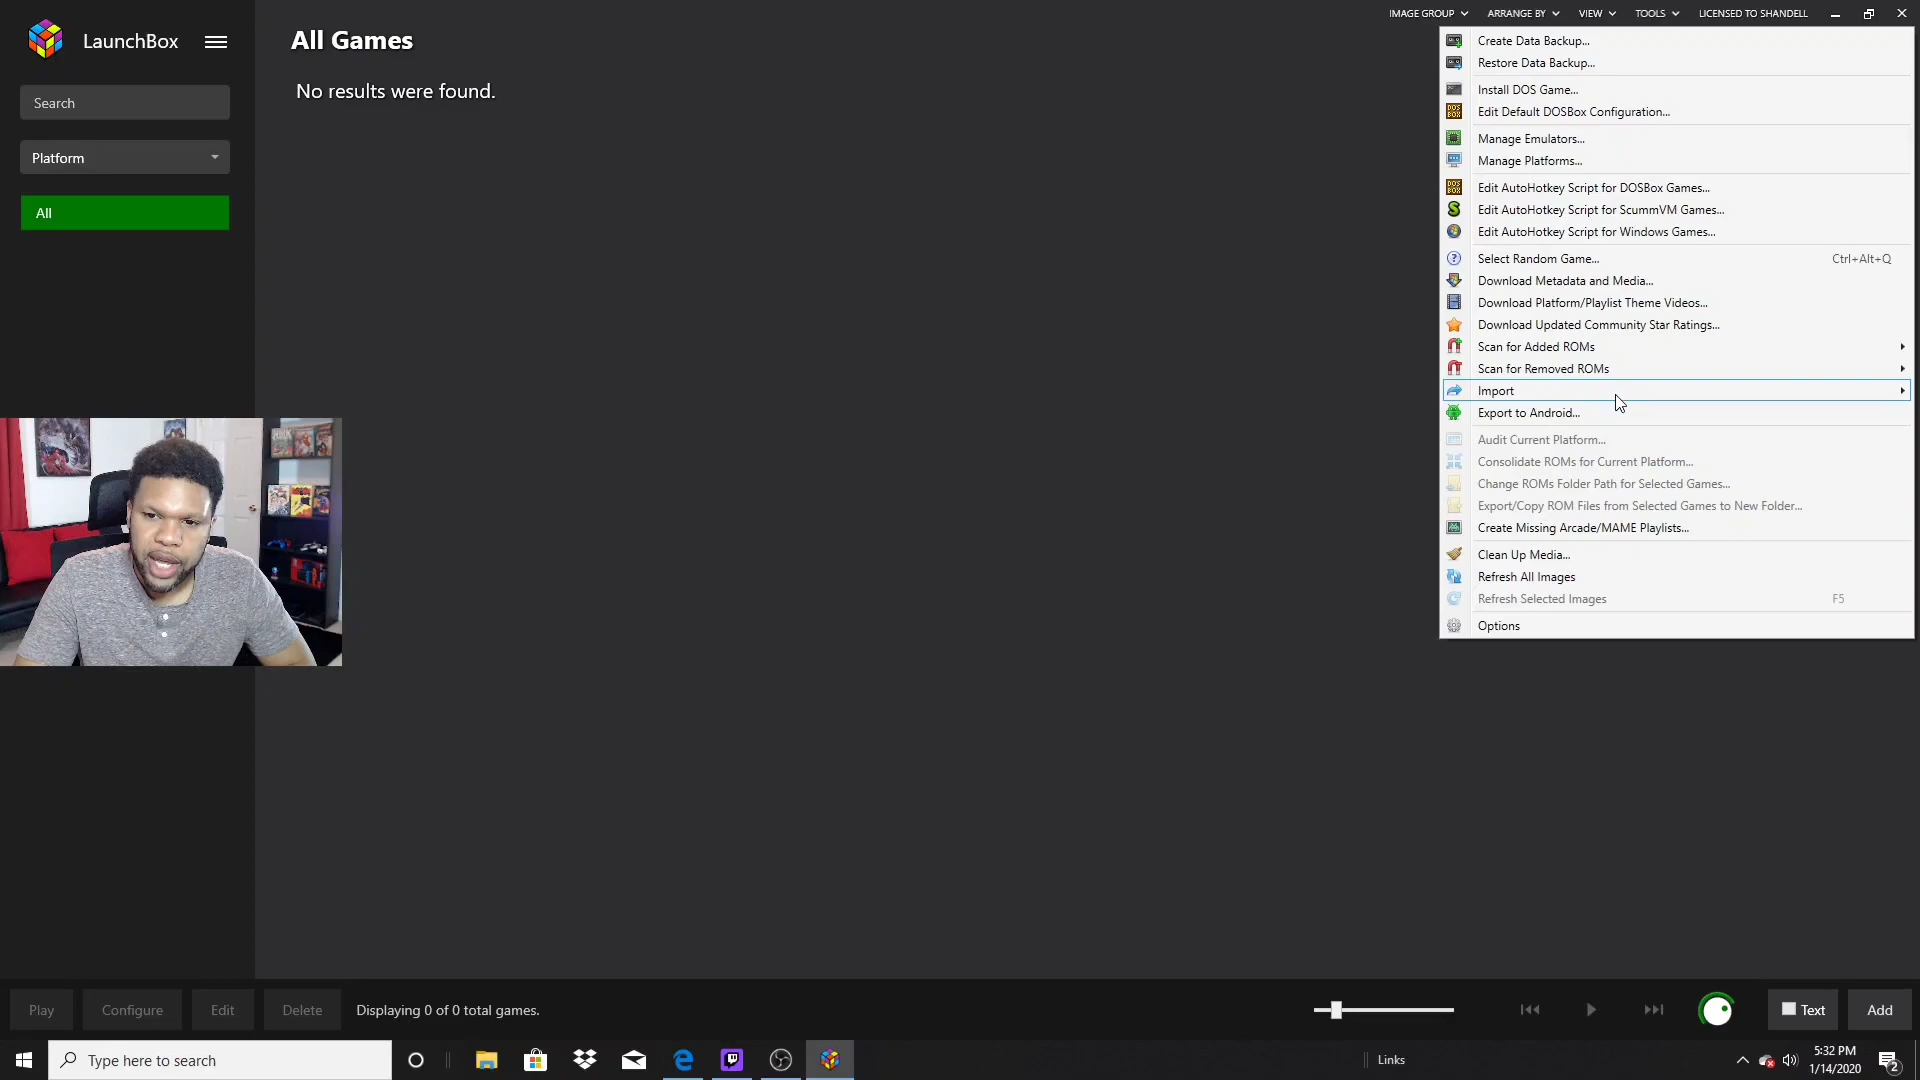 IMAGE GROUP
ARRANGE BY
VIEW
TOOLS
LICENSED TO SHANDELL
LaunchBox
All Games
Search
No results were found.
Platform
All
Create Data Backup...
Restore Data Backup...
Install DOS Game...
Edit Default DOSBox Configuration...
Manage Emulators...
Manage Platforms...
Edit AutoHotkey Script for DOSBox Games...
Edit AutoHotkey Script for ScummVM Games...
Edit AutoHotkey Script for Windows Games...
Select Random Game... Ctrl+Alt+Q
Download Metadata and Media...
Download Platform/Playlist Theme Videos...
Download Updated Community Star Ratings...
Scan for Added ROMs
Scan for Removed ROMs
Import
Export to Android...
Audit Current Platform...
Consolidate ROMs for Current Platform...
Change ROMs Folder Path for Selected Games...
Export/Copy ROM Files from Selected Games to New Folder...
Create Missing Arcade/MAME Playlists...
Clean Up Media...
Refresh All Images
Refresh Selected Images F5
Options
Play
Configure
Edit
Delete
Displaying 0 of 0 total games.
Text
Add
Type here to search
Links
5:32 PM
1/14/2020
2